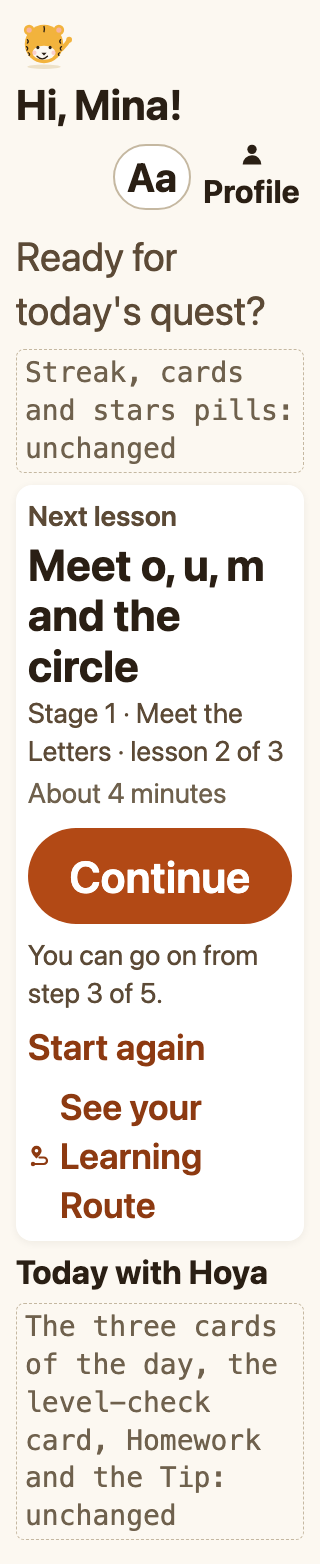 Hi, Mina!
Aa
Profile
Ready for
today's quest?
Streak, cards
and stars pills:
unchanged
Next lesson
Meet o, u, m
and the
circle
Stage 1 · Meet the
Letters · lesson 2 of 3
About 4 minutes
Continue
You can go on from
step 3 of 5.
Start again
See your
Learning
Route
Today with Hoya
The three cards
of the day, the
level-check
card, Homework
and the Tip:
unchanged